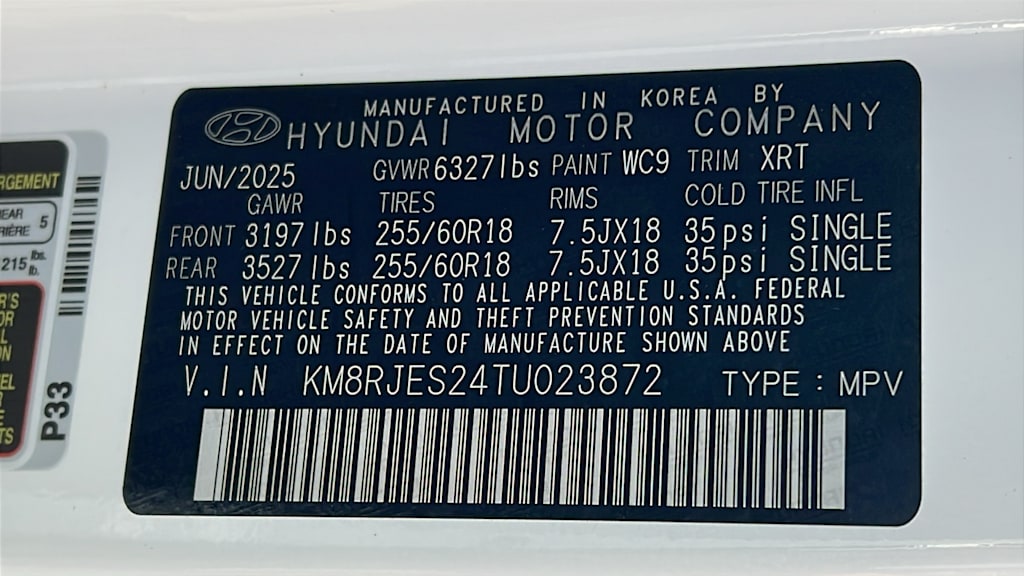 MANUFACTURED IN KOREA BY
HYUNDAI MOTOR COMPANY
JUN/2025 GVWR 6327lbs PAINT WC9 TRIM XRT
GAWR TIRES RIMS COLD TIRE INFL
FRONT 3197lbs 255/60R18 7.5JX18 35psi SINGLE
REAR 3527lbs 255/60R18 7.5JX18 35psi SINGLE
THIS VEHICLE CONFORMS TO ALL APPLICABLE U.S.A. FEDERAL
MOTOR VEHICLE SAFETY AND THEFT PREVENTION STANDARDS
IN EFFECT ON THE DATE OF MANUFACTURE SHOWN ABOVE
V.I.N KM8RJES24TU023872 TYPE : MPV
5
215 lbs.
P33